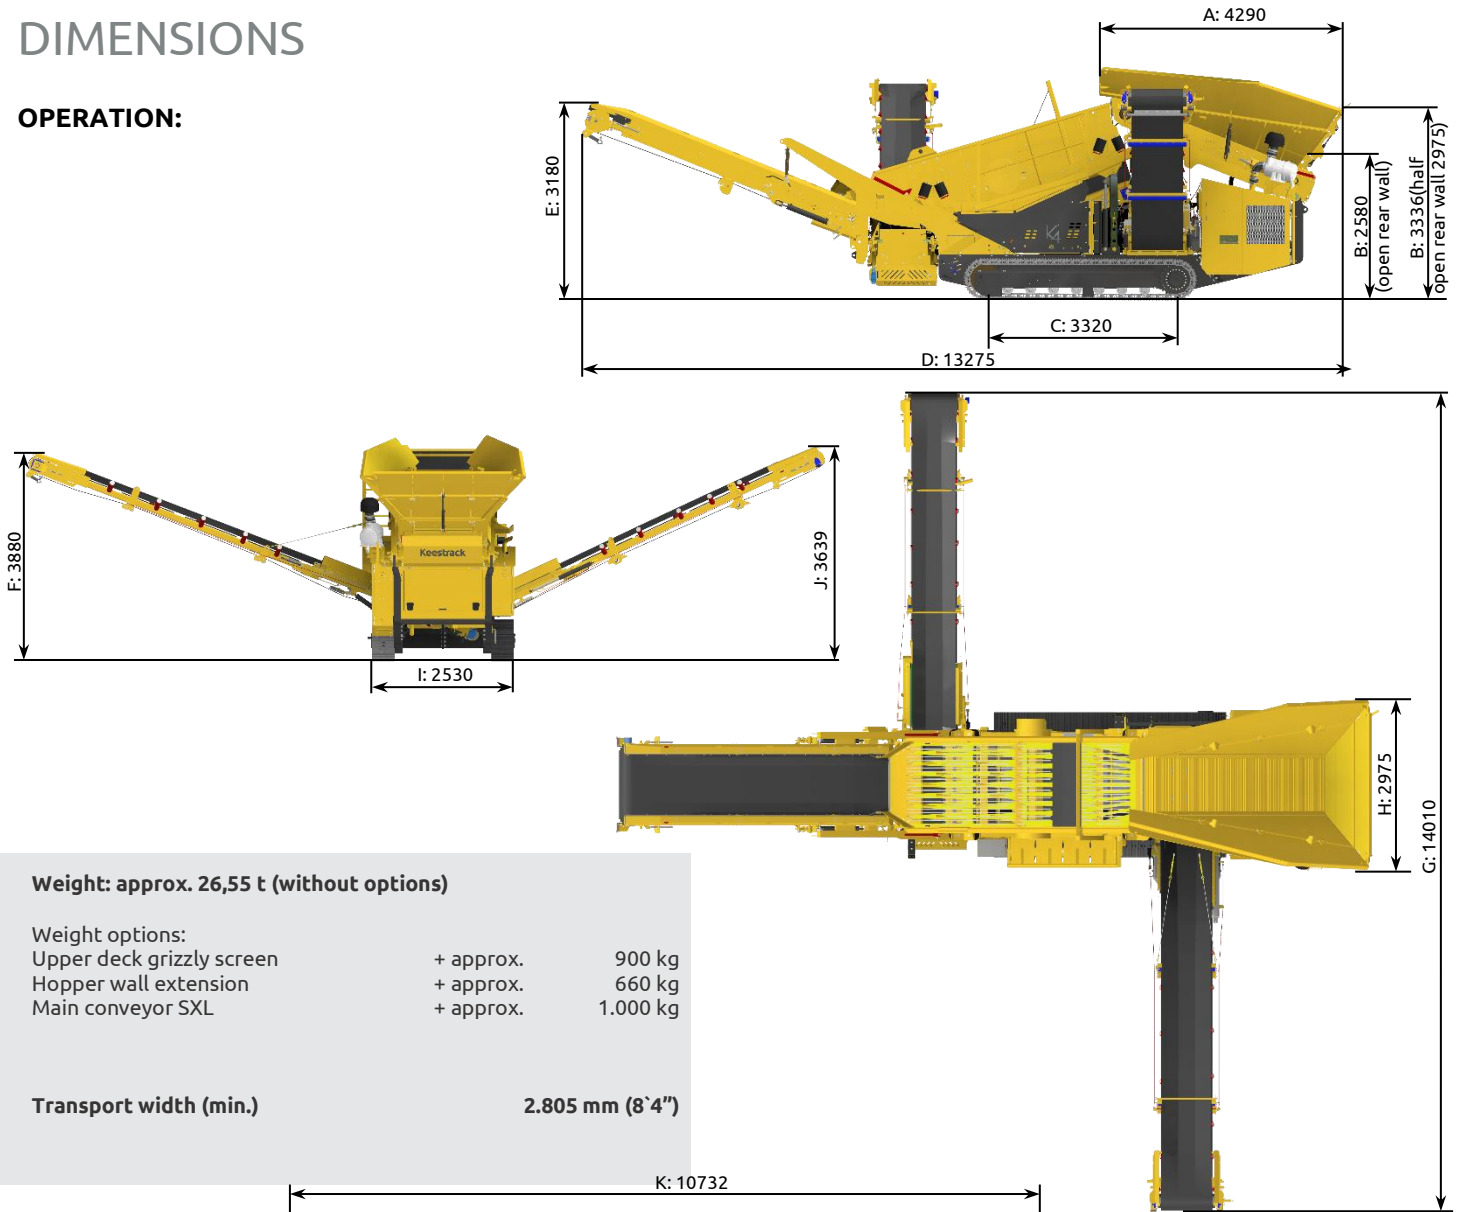 DIMENSIONS
OPERATION:
A: 4290
E: 3180
B: 2580
(open rear wall)
B: 3336(half
open rear wall 2975)
K4
C: 3320
D: 13275
F: 3880
Keestrack
J: 3639
I: 2530
H: 2975
G: 14010
Weight: approx. 26,55 t (without options)
Weight options:
Upper deck grizzly screen + approx. 900 kg
Hopper wall extension + approx. 660 kg
Main conveyor SXL + approx. 1.000 kg
Transport width (min.) 2.805 mm (8`4”)
K: 10732